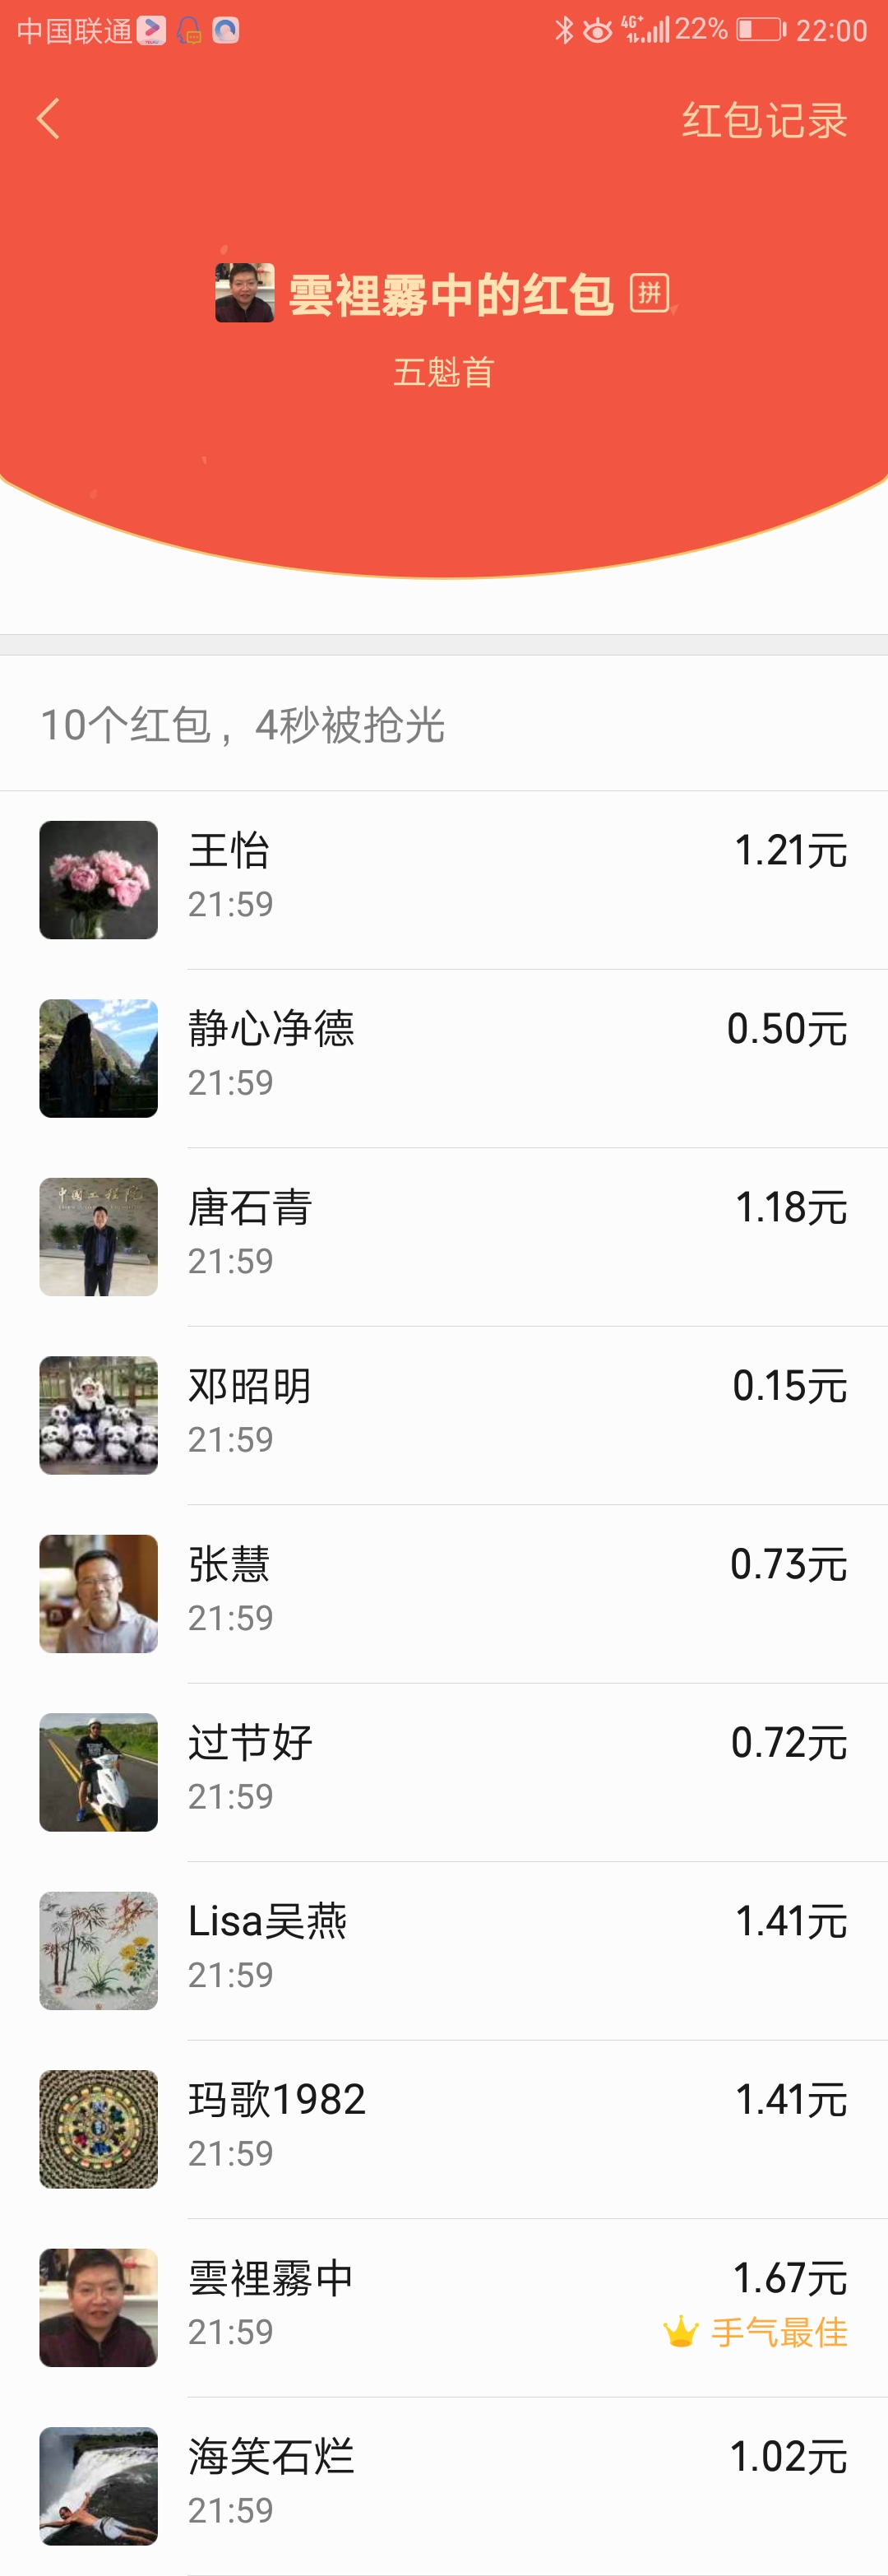 中国联通 4G+ 22% 22:00
红包记录
雲裡霧中的红包 拼
五魁首
10个红包，4秒被抢光
王怡 1.21元
21:59
静心净德 0.50元
21:59
唐石青 1.18元
21:59
邓昭明 0.15元
21:59
张慧 0.73元
21:59
过节好 0.72元
21:59
Lisa吴燕 1.41元
21:59
玛歌1982 1.41元
21:59
雲裡霧中 1.67元
21:59 手气最佳
海笑石烂 1.02元
21:59
中国工程院